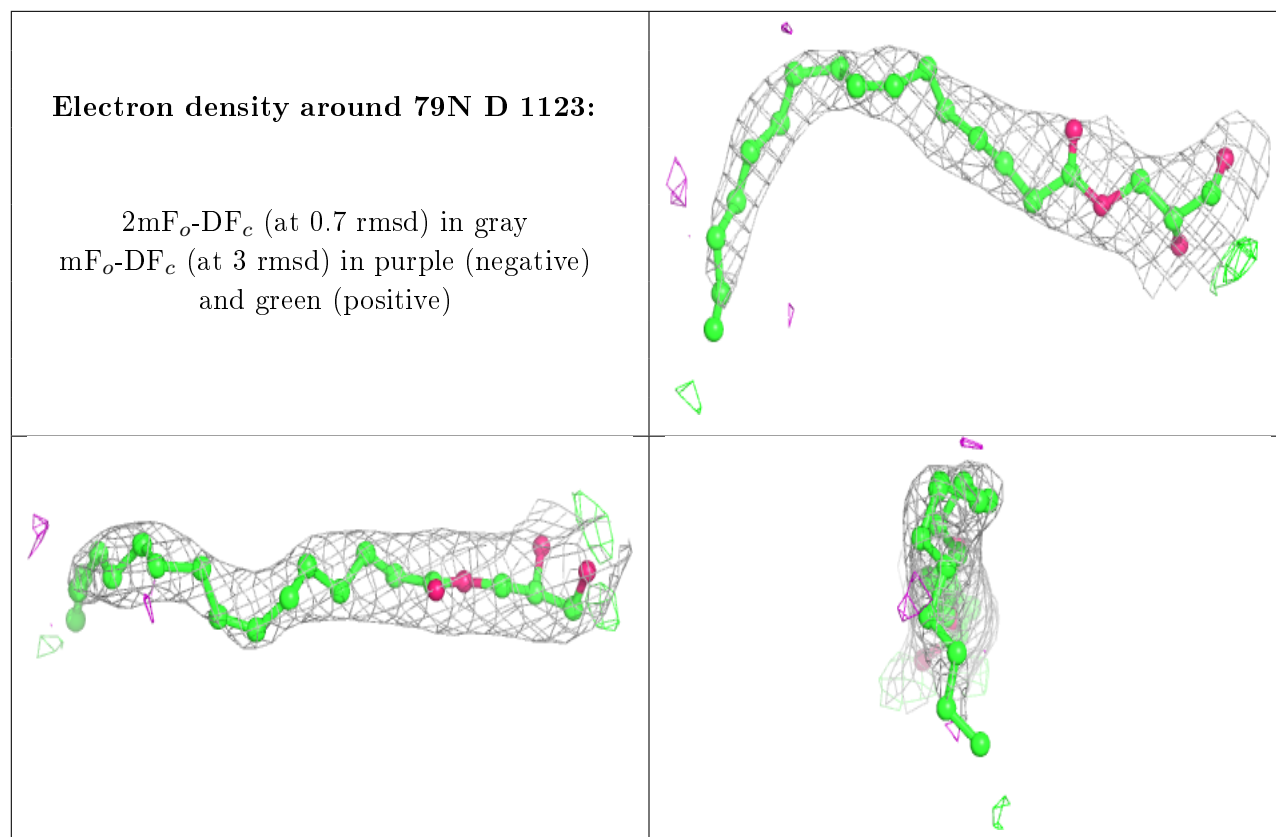 Electron density around 79N D 1123:
2mFo-DFc (at 0.7 rmsd) in gray
mFo-DFc (at 3 rmsd) in purple (negative)
and green (positive)